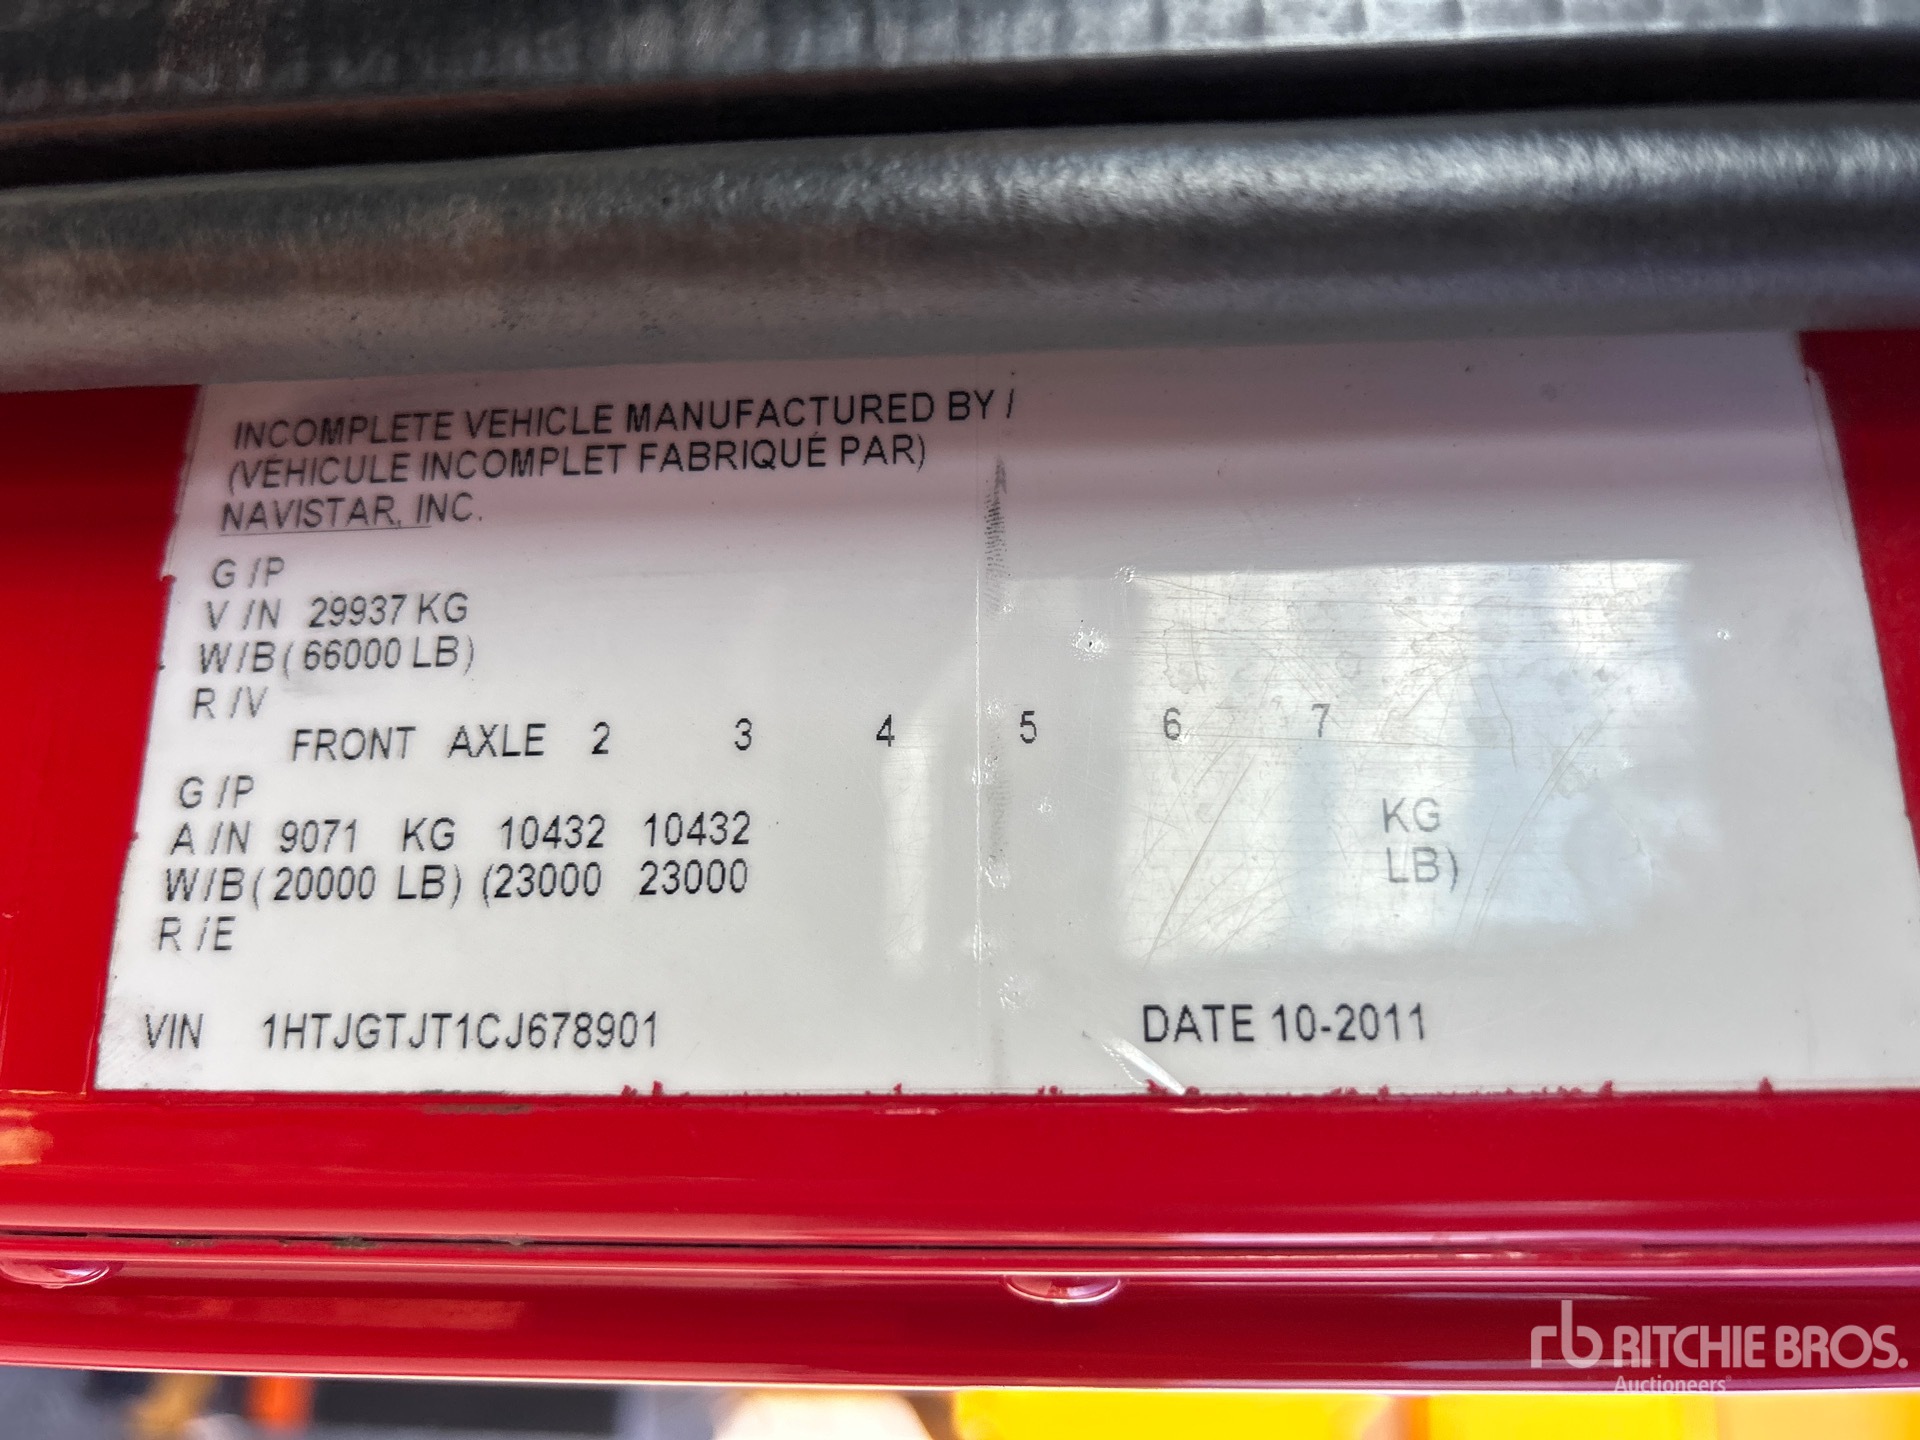 INCOMPLETE VEHICLE MANUFACTURED BY /
(VÉHICULE INCOMPLET FABRIQUÉ PAR)
NAVISTAR, INC.
G /P
V /N 29937 KG
W/B ( 66000 LB)
R /V
FRONT AXLE 2 3 4 5 6 7
G /P
A /N 9071 KG 10432 10432 KG
W/B ( 20000 LB) (23000 23000 LB)
R /E
VIN 1HTJGTJT1CJ678901 DATE 10-2011
rb RITCHIE BROS.
Auctioneers